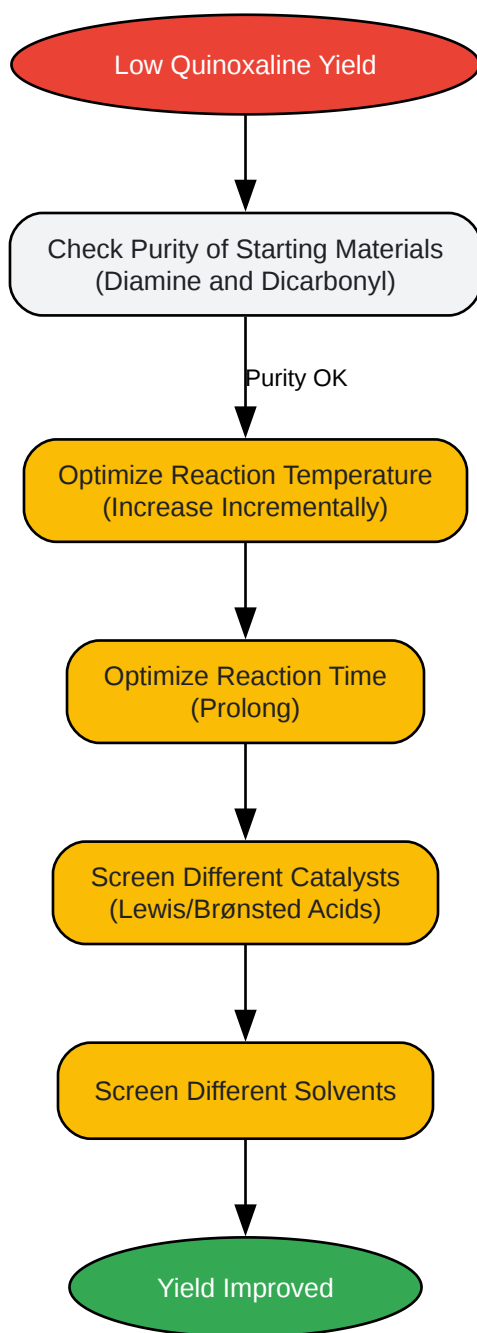 Low Quinoxaline Yield
Check Purity of Starting Materials
(Diamine and Dicarbonyl)
Purity OK
Optimize Reaction Temperature
(Increase Incrementally)
Optimize Reaction Time
(Prolong)
Screen Different Catalysts
(Lewis/Brønsted Acids)
Screen Different Solvents
Yield Improved